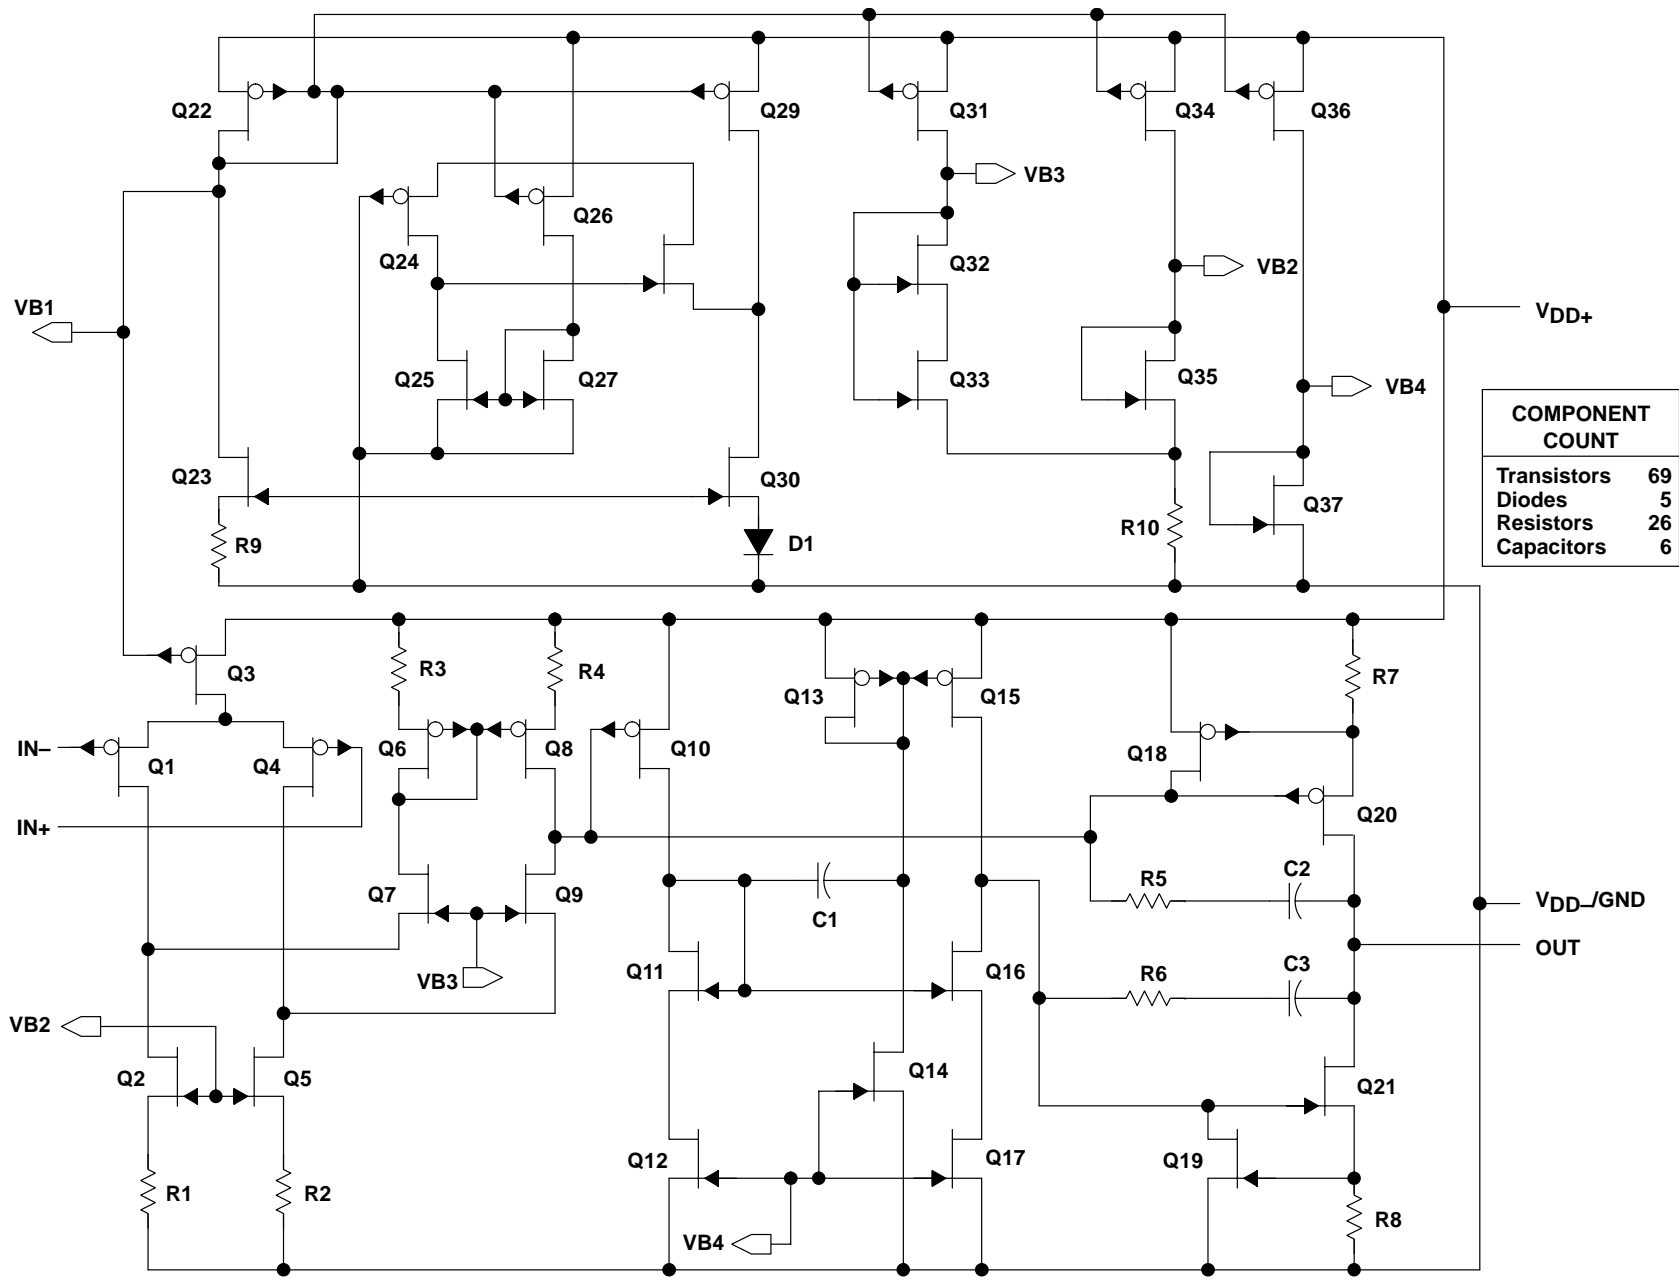 Q22
Q29
Q31
Q34
Q36
VB3
Q24
Q26
Q32
VB2
VB1
VDD+
Q25
Q27
Q33
Q35
VB4
COMPONENT
COUNT
Transistors 69
Diodes 5
Resistors 26
Capacitors 6
Q23
Q30
Q37
R9
D1
R10
Q3
R3
R4
Q13
Q15
R7
IN–
Q1
Q4
Q6
Q8
Q10
Q18
IN+
Q20
Q7
Q9
C1
R5
C2
VDD–/GND
OUT
VB3
Q11
Q16
R6
C3
VB2
Q2
Q5
Q14
Q21
Q12
Q17
Q19
R1
R2
R8
VB4